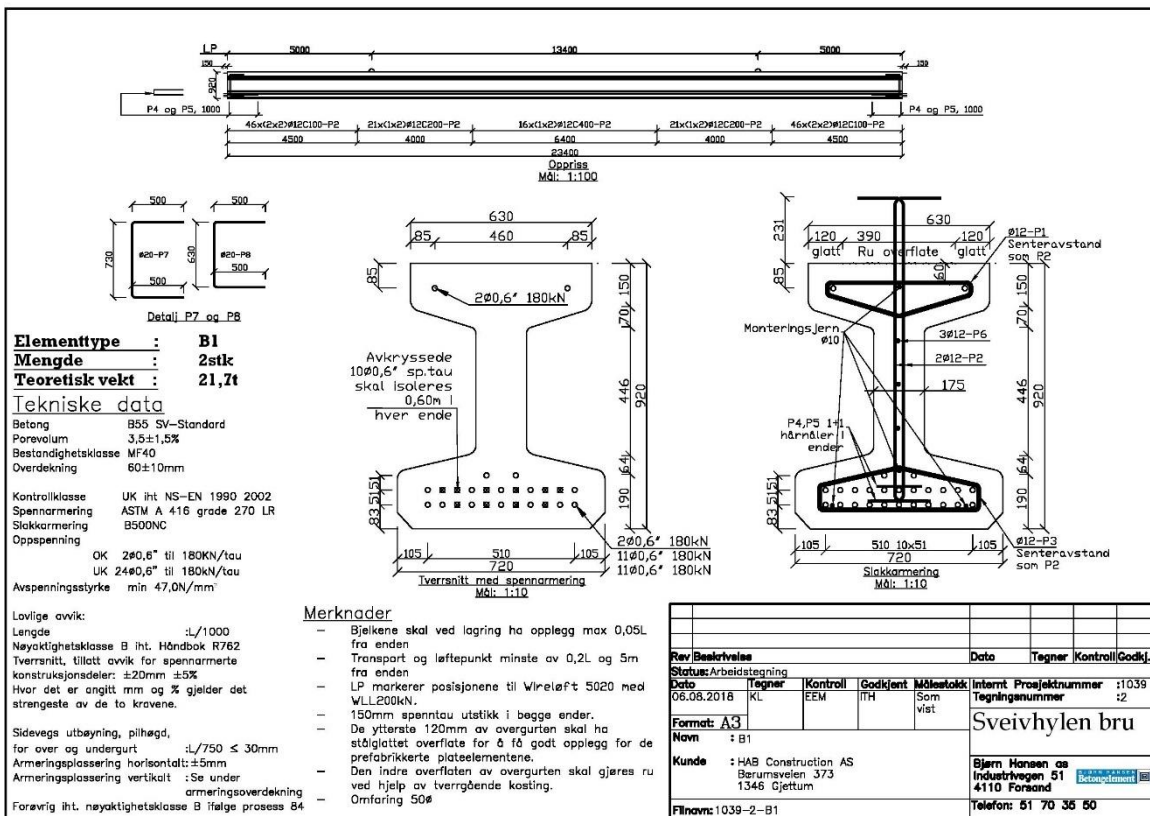 LP 5000 13400 5000
150 150
920
P4 og P5, 1000 P4 og P5, 1000
46x(2x2)ø12C100-P2 21x(1x2)ø12C200-P2 16x(1x2)ø12C400-P2 21x(1x2)ø12C200-P2 46x(2x2)ø12C100-P2
4500 4000 6400 4000 4500
23400
Oppriss
Mål: 1:100
500 500
730 ø20-P7 630 ø20-P8
500 500
Detalj P7 og P8
Elementtype : B1
Mengde : 2stk
Teoretisk vekt : 21,7t
Tekniske data
Betong B55 SV-Standard
Porevolum 3,5±1,5%
Bestandighetsklasse MF40
Overdekning 60±10mm
Kontrollklasse UK iht NS-EN 1990 2002
Spennarmering ASTM A 416 grade 270 LR
Slakkarmering B500NC
Oppspenning
OK 2ø0,6" til 180KN/tau
UK 24ø0,6" til 180kN/tau
Avspenningsstyrke min 47,0N/mm²
Lovlige avvik:
Lengde :L/1000
Nøyaktighetsklasse B iht. Håndbok R762
Tverrsnitt, tillatt avvik for spennarmerte
konstruksjonsdeler: ±20mm ±5%
Hvor det er angitt mm og % gjelder det
strengeste av de to kravene.
Sidevegs utbøyning, pilhøgd,
for over og undergurt :L/750 ≤ 30mm
Armeringsplassering horisontalt:±5mm
Armeringsplassering vertikalt :Se under
armeringsoverdekning
Forøvrig iht. nøyaktighetsklasse B ifølge prosess 84
630
85 460 85
85
2ø0,6" 180kN
150
70
446
920
64
190
Avkryssede
10ø0,6" sp.tau
skal isoleres
0,60m i
hver ende
83 51 51
2ø0,6" 180kN
11ø0,6" 180kN
11ø0,6" 180kN
105 510 105
720
Tverrsnitt med spennarmering
Mål: 1:10
231
630
120 390 120
glatt Ru overflate glatt
85
60
ø12-P1
Senteravstand
som P2
150
70
446
920
64
190
Monteringsjern
ø10
3ø12-P6
2ø12-P2
175
P4,P5 1+1
hårnåler i
ender
83 51 51
ø12-P3
Senteravstand
som P2
105 510 10x51 105
720
Slakkarmering
Mål: 1:10
Merknader
- Bjelkene skal ved lagring ha opplegg max 0,05L
fra enden
- Transport og løftepunkt minste av 0,2L og 5m
fra enden
- LP markerer posisjonene til Wireløft 5020 med
WLL200kN.
- 150mm spenntau utstikk i begge ender.
- De ytterste 120mm av overgurten skal ha
stålglattet overflate for å få godt opplegg for de
prefabrikkerte plateelementene.
- Den indre overflaten av overgurten skal gjøres ru
ved hjelp av tverrgående kosting.
- Omfaring 50ø
Rev Beskrivelse Dato Tegner Kontroll Godkj.
Status: Arbeidstegning
Dato Tegner Kontroll Godkjent Målestokk Internt Prosjektnummer :1039
06.08.2018 KL EEM ITH Som vist Tegningsnummer :2
Format: A3
Sveivhylen bru
Navn : B1
Kunde : HAB Construction AS
Bærumsveien 373
1346 Gjettum
Bjørn Hansen as
Industrivegen 51
4110 Forsand
BJØRN HANSEN
Betongelement
Filnavn: 1039-2-B1
Telefon: 51 70 35 50